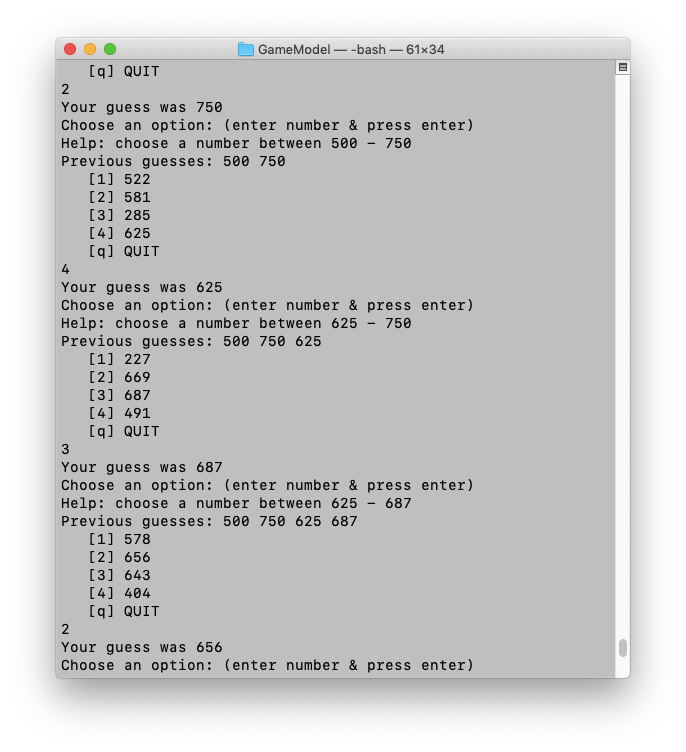 GameModel — -bash — 61×34
[q] QUIT
2
Your guess was 750
Choose an option: (enter number & press enter)
Help: choose a number between 500 – 750
Previous guesses: 500 750
[1] 522
[2] 581
[3] 285
[4] 625
[q] QUIT
4
Your guess was 625
Choose an option: (enter number & press enter)
Help: choose a number between 625 – 750
Previous guesses: 500 750 625
[1] 227
[2] 669
[3] 687
[4] 491
[q] QUIT
3
Your guess was 687
Choose an option: (enter number & press enter)
Help: choose a number between 625 – 687
Previous guesses: 500 750 625 687
[1] 578
[2] 656
[3] 643
[4] 404
[q] QUIT
2
Your guess was 656
Choose an option: (enter number & press enter)